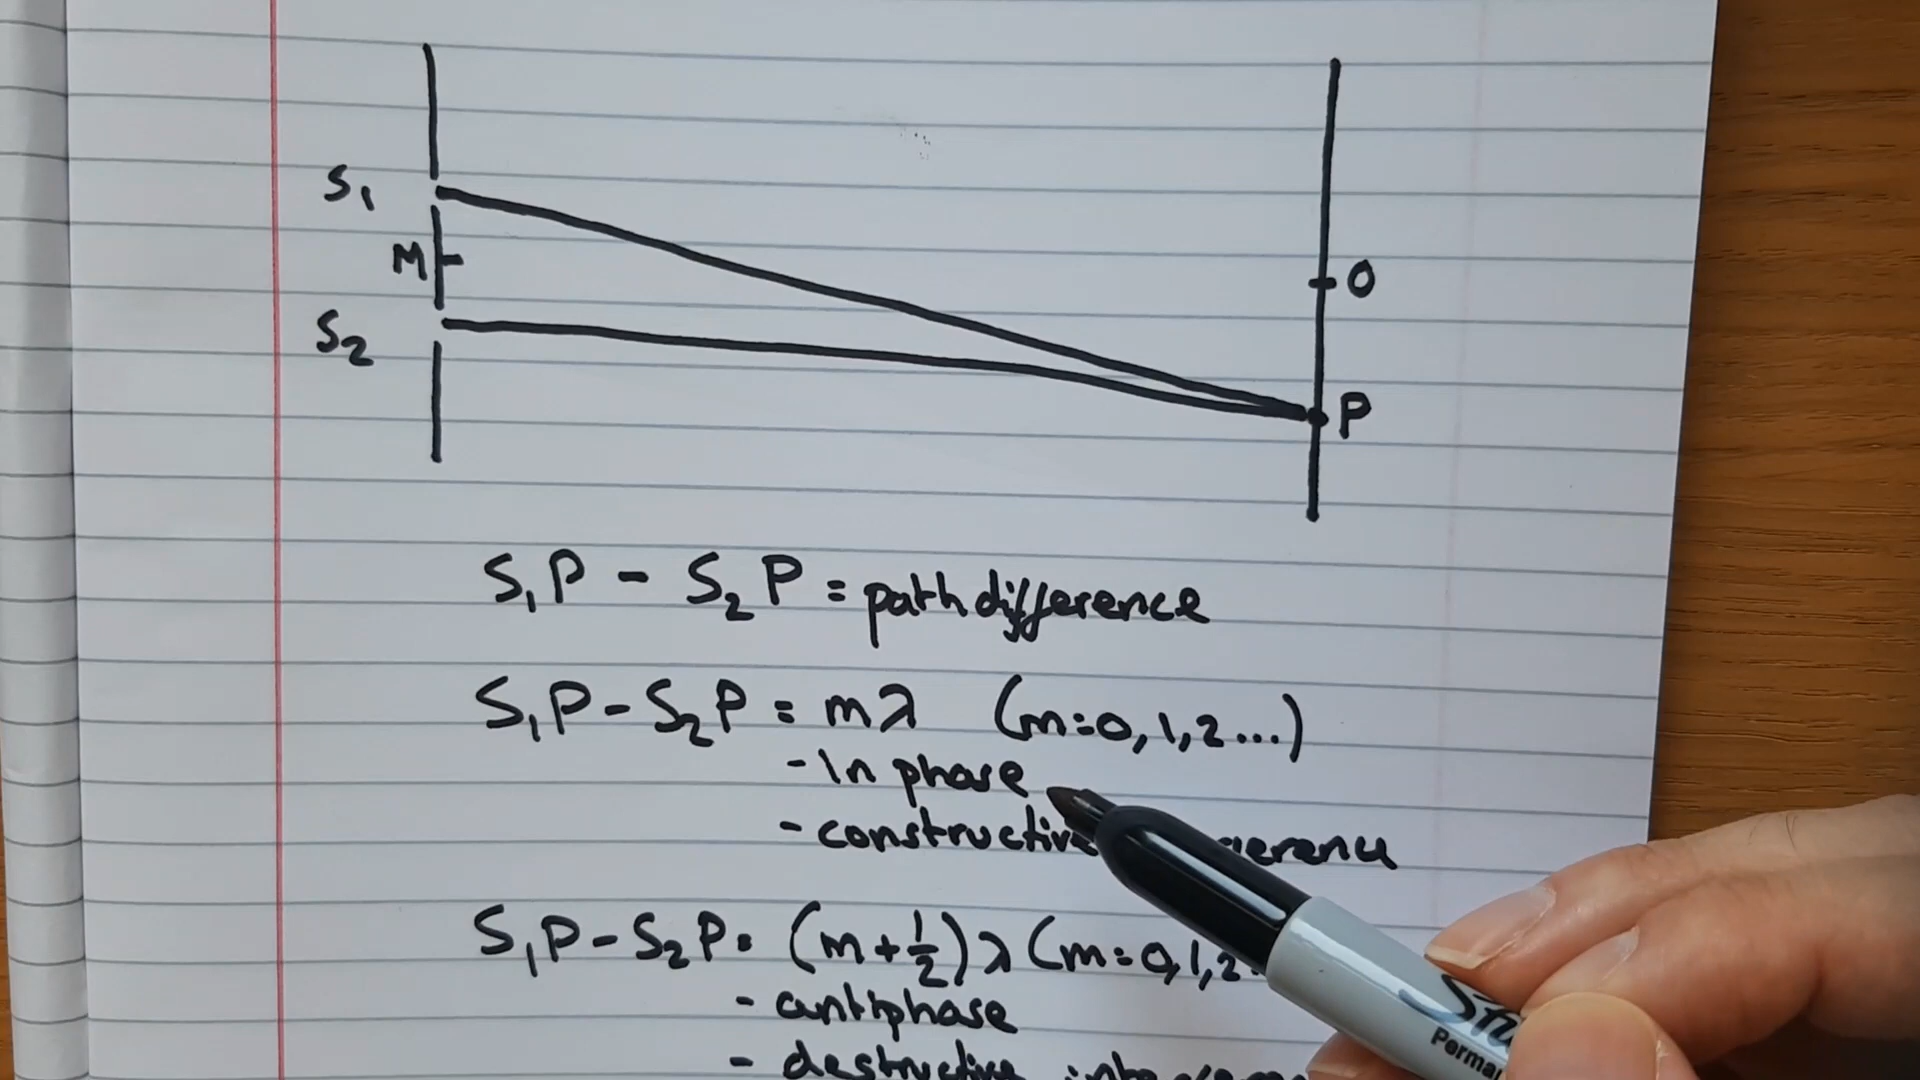 S₁
M
O
S₂
P
S₁P - S₂P = path difference
S₁P - S₂P = mλ (m=0,1,2...)
- In phase
- constructive
S₁P - S₂P = (m + 1/2)λ (m=0,1,2
- antiphase
- destructive